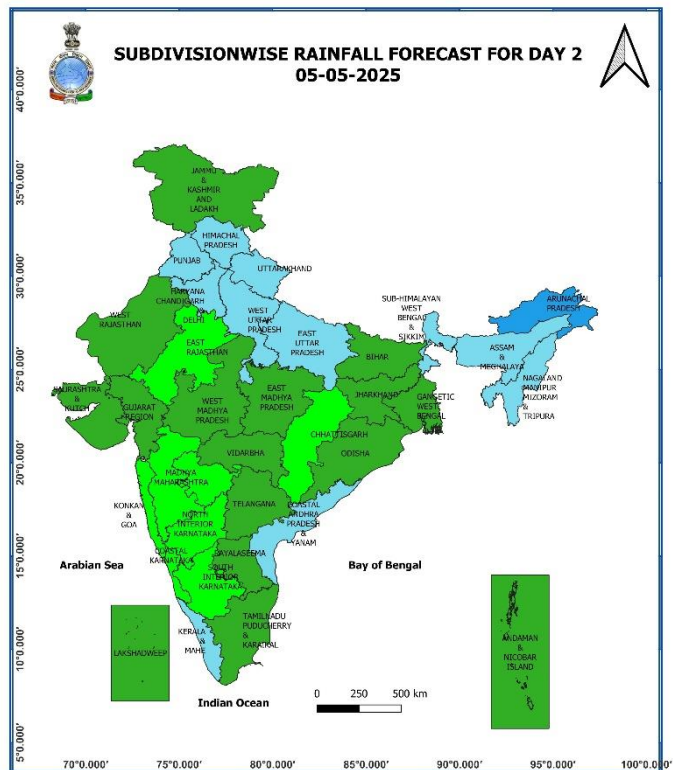 SUBDIVISIONWISE RAINFALL FORECAST FOR DAY 2
05-05-2025
40°0.000'
35°0.000'
30°0.000'
25°0.000'
20°0.000'
15°0.000'
10°0.000'
5°0.000'
JAMMU
&
KASHMIR
AND
LADAKH
HIMACHAL
PRADESH
PUNJAB
UTTARAKHAND
HARYANA
CHANDIGARH
&
DELHI
WEST
RAJASTHAN
EAST
RAJASTHAN
WEST
UTTAR
PRADESH
EAST
UTTAR
PRADESH
SUB-HIMALAYAN
WEST
BENGAL
&
SIKKIM
ARUNACHAL
PRADESH
ASSAM
&
MEGHALAYA
NAGALAND
MANIPUR
MIZORAM
&
TRIPURA
BIHAR
SAURASHTRA
&
KUTCH
GUJARAT
REGION
WEST
MADHYA
PRADESH
EAST
MADHYA
PRADESH
JHARKHAND
GANGETIC
WEST
BENGAL
CHHATTISGARH
ODISHA
VIDARBHA
MADHYA
MAHARASHTRA
KONKAN
&
GOA
TELANGANA
NORTH
INTERIOR
KARNATAKA
COASTAL
ANDHRA
PRADESH
&
YANAM
COASTAL
KARNATAKA
RAYALASEEMA
SOUTH
INTERIOR
KARNATAKA
Arabian Sea
Bay of Bengal
KERALA
&
MAHE
TAMILNADU
PUDUCHERRY
&
KARAIKAL
LAKSHADWEEP
ANDAMAN
&
NICOBAR
ISLAND
Indian Ocean
0 250 500 km
70°0.000' 75°0.000' 80°0.000' 85°0.000' 90°0.000' 95°0.000' 100°0.000'